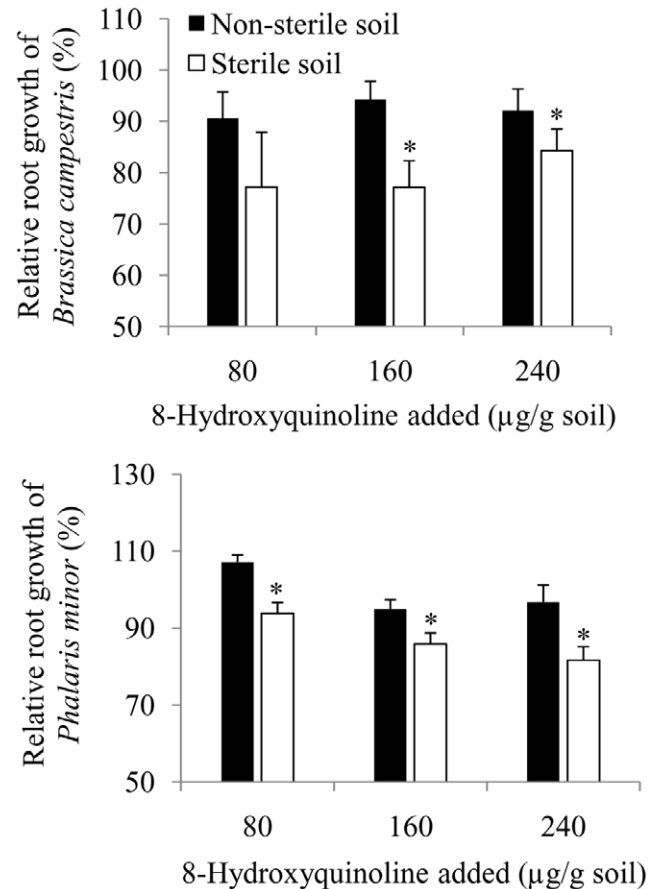 Non-sterile soil
Sterile soil
Relative root growth of
Brassica campestris (%)
110
100
90
80
70
60
50
*
*
80 160 240
8-Hydroxyquinoline added (µg/g soil)
Relative root growth of
Phalaris minor (%)
130
110
90
70
50
*
*
*
80 160 240
8-Hydroxyquinoline added (µg/g soil)